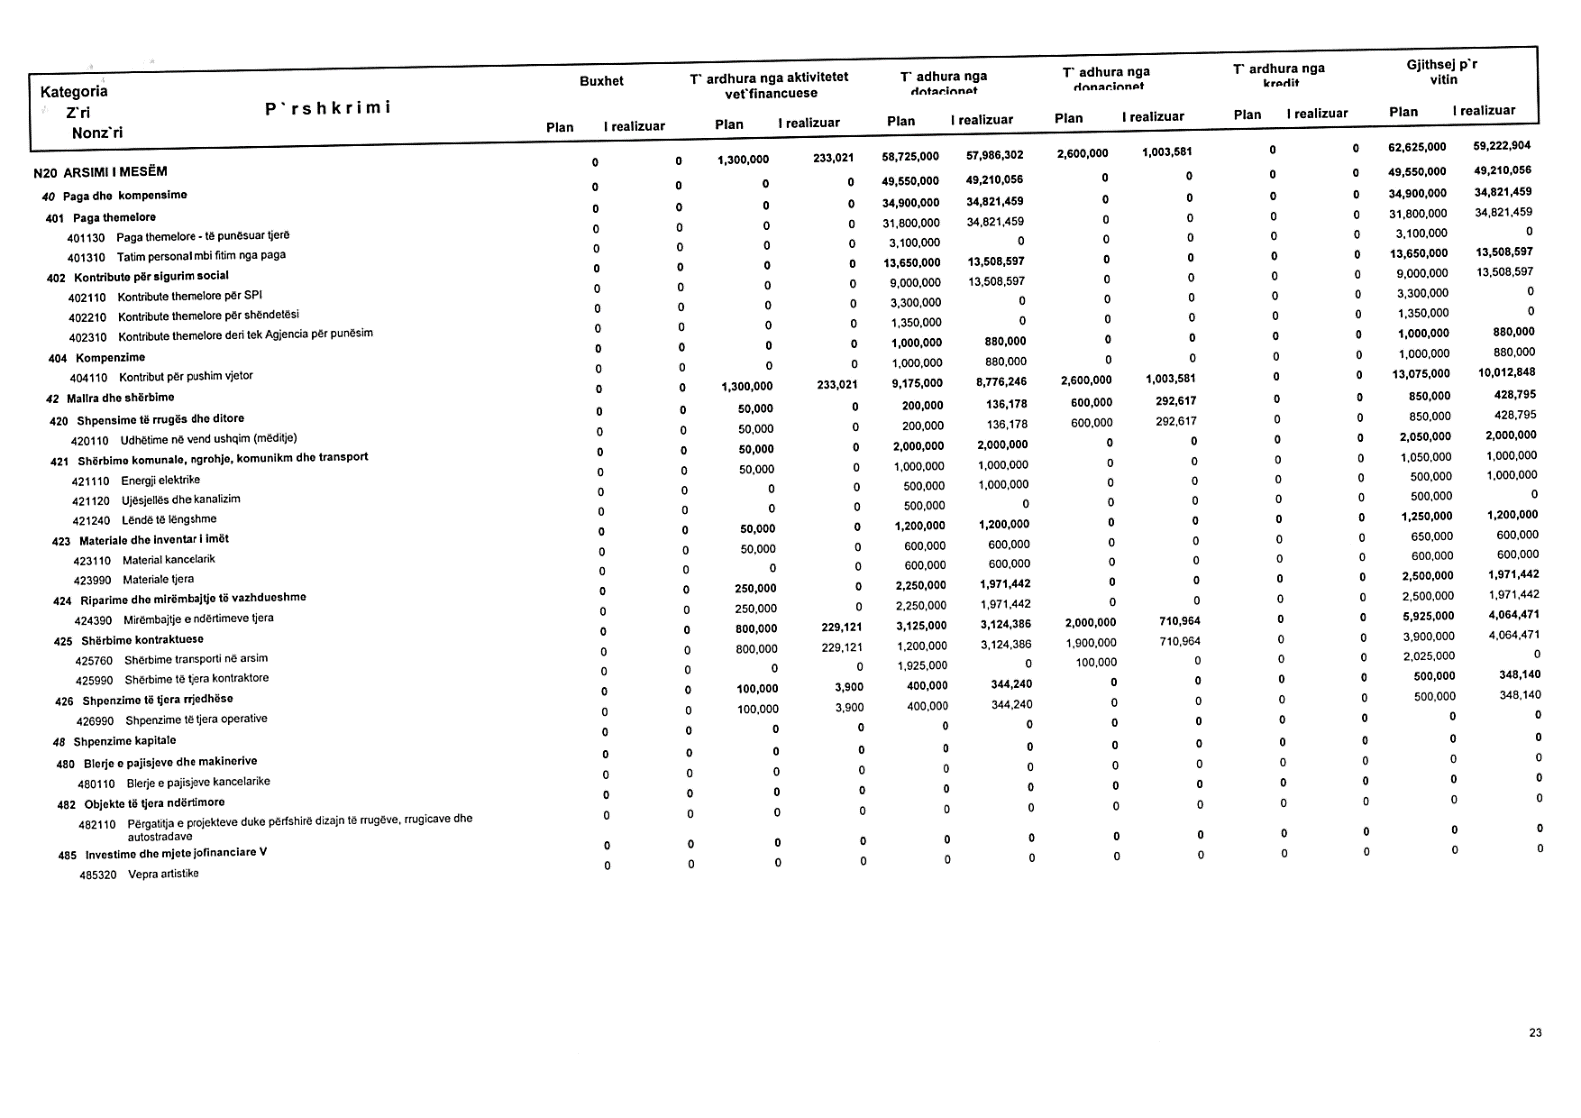 Kategoria
Z`ri
Nonz`ri
P`rshkrimi
Buxhet
T` ardhura nga aktivitetet
vet`financuese
T` adhura nga
dotacionet
T` adhura nga
donacionet
T` ardhura nga
kredit
Gjithsej p`r
vitin
Plan I realizuar Plan I realizuar Plan I realizuar Plan I realizuar Plan I realizuar Plan I realizuar
N20 ARSIMI I MESËM 0 0 1,300,000 233,021 58,725,000 57,986,302 2,600,000 1,003,581 0 0 62,625,000 59,222,904
40 Paga dhe kompensime 0 0 0 0 49,550,000 49,210,056 0 0 0 0 49,550,000 49,210,056
401 Paga themelore 0 0 0 0 34,900,000 34,821,459 0 0 0 0 34,900,000 34,821,459
401130 Paga themelore - të punësuar tjerë 0 0 0 0 31,800,000 34,821,459 0 0 0 0 31,800,000 34,821,459
401310 Tatim personal mbi fitim nga paga 0 0 0 0 3,100,000 0 0 0 0 0 3,100,000 0
402 Kontribute për sigurim social 0 0 0 0 13,650,000 13,508,597 0 0 0 0 13,650,000 13,508,597
402110 Kontribute themelore për SPI 0 0 0 0 9,000,000 13,508,597 0 0 0 0 9,000,000 13,508,597
402210 Kontribute themelore për shëndetësi 0 0 0 0 3,300,000 0 0 0 0 0 3,300,000 0
402310 Kontribute themelore deri tek Agjencia për punësim 0 0 0 0 1,350,000 0 0 0 0 0 1,350,000 0
404 Kompenzime 0 0 0 0 1,000,000 880,000 0 0 0 0 1,000,000 880,000
404110 Kontribut për pushim vjetor 0 0 0 0 1,000,000 880,000 0 0 0 0 1,000,000 880,000
42 Mallra dhe shërbime 0 0 1,300,000 233,021 9,175,000 8,776,246 2,600,000 1,003,581 0 0 13,075,000 10,012,848
420 Shpensime të rrugës dhe ditore 0 0 50,000 0 200,000 136,178 600,000 292,617 0 0 850,000 428,795
420110 Udhëtime në vend ushqim (mëditje) 0 0 50,000 0 200,000 136,178 600,000 292,617 0 0 850,000 428,795
421 Shërbime komunale, ngrohje, komunikm dhe transport 0 0 50,000 0 2,000,000 2,000,000 0 0 0 0 2,050,000 2,000,000
421110 Energji elektrike 0 0 50,000 0 1,000,000 1,000,000 0 0 0 0 1,050,000 1,000,000
421120 Ujësjellës dhe kanalizim 0 0 0 0 500,000 1,000,000 0 0 0 0 500,000 1,000,000
421240 Lëndë të lëngshme 0 0 0 0 500,000 0 0 0 0 0 500,000 0
423 Materiale dhe inventar i imët 0 0 50,000 0 1,200,000 1,200,000 0 0 0 0 1,250,000 1,200,000
423110 Material kancelarik 0 0 50,000 0 600,000 600,000 0 0 0 0 650,000 600,000
423990 Materiale tjera 0 0 0 0 600,000 600,000 0 0 0 0 600,000 600,000
424 Riparime dhe mirëmbajtje të vazhdueshme 0 0 250,000 0 2,250,000 1,971,442 0 0 0 0 2,500,000 1,971,442
424390 Mirëmbajtje e ndërtimeve tjera 0 0 250,000 0 2,250,000 1,971,442 0 0 0 0 2,500,000 1,971,442
425 Shërbime kontraktuese 0 0 800,000 229,121 3,125,000 3,124,386 2,000,000 710,964 0 0 5,925,000 4,064,471
425760 Shërbime transporti në arsim 0 0 800,000 229,121 1,200,000 3,124,386 1,900,000 710,964 0 0 3,900,000 4,064,471
425990 Shërbime të tjera kontraktore 0 0 0 0 1,925,000 0 100,000 0 0 0 2,025,000 0
426 Shpenzime të tjera rrjedhëse 0 0 100,000 3,900 400,000 344,240 0 0 0 0 500,000 348,140
426990 Shpenzime të tjera operative 0 0 100,000 3,900 400,000 344,240 0 0 0 0 500,000 348,140
48 Shpenzime kapitale 0 0 0 0 0 0 0 0 0 0 0 0
480 Blerje e pajisjeve dhe makinerive 0 0 0 0 0 0 0 0 0 0 0 0
480110 Blerje e pajisjeve kancelarike 0 0 0 0 0 0 0 0 0 0 0 0
482 Objekte të tjera ndërtimore 0 0 0 0 0 0 0 0 0 0 0 0
482110 Përgatitja e projekteve duke përfshirë dizajn të rrugëve, rrugicave dhe 0 0 0 0 0 0 0 0 0 0 0 0
autostradave
485 Investime dhe mjete jofinanciare V 0 0 0 0 0 0 0 0 0 0 0 0
485320 Vepra artistike 0 0 0 0 0 0 0 0 0 0 0 0
23